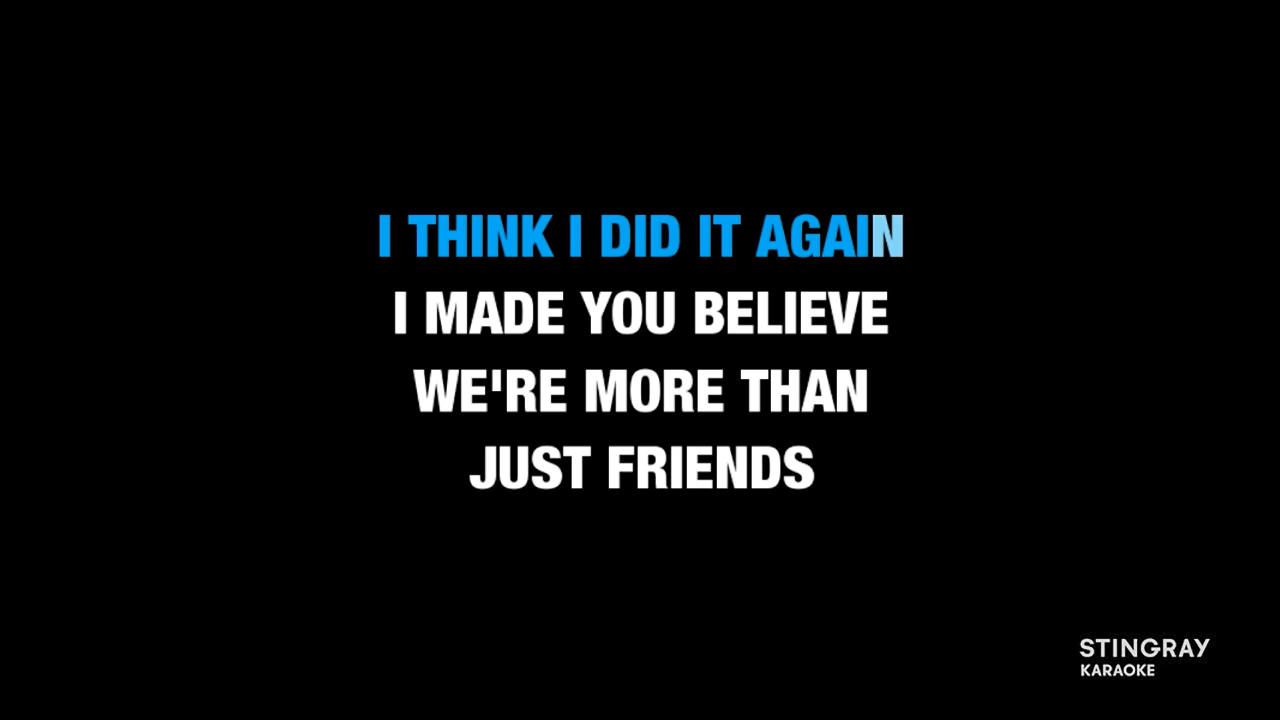 I THINK I DID IT AGAIN
I MADE YOU BELIEVE
WE'RE MORE THAN
JUST FRIENDS
STINGRAY
KARAOKE